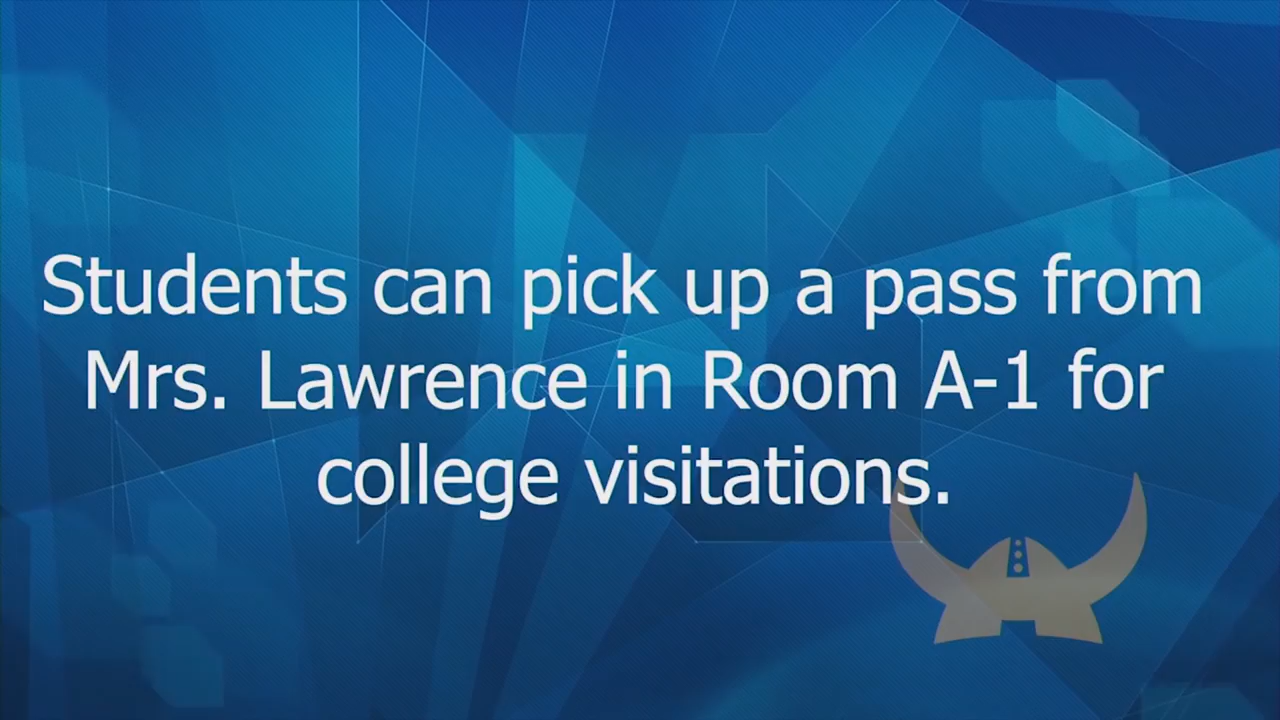 Students can pick up a pass from
Mrs. Lawrence in Room A-1 for
college visitations.